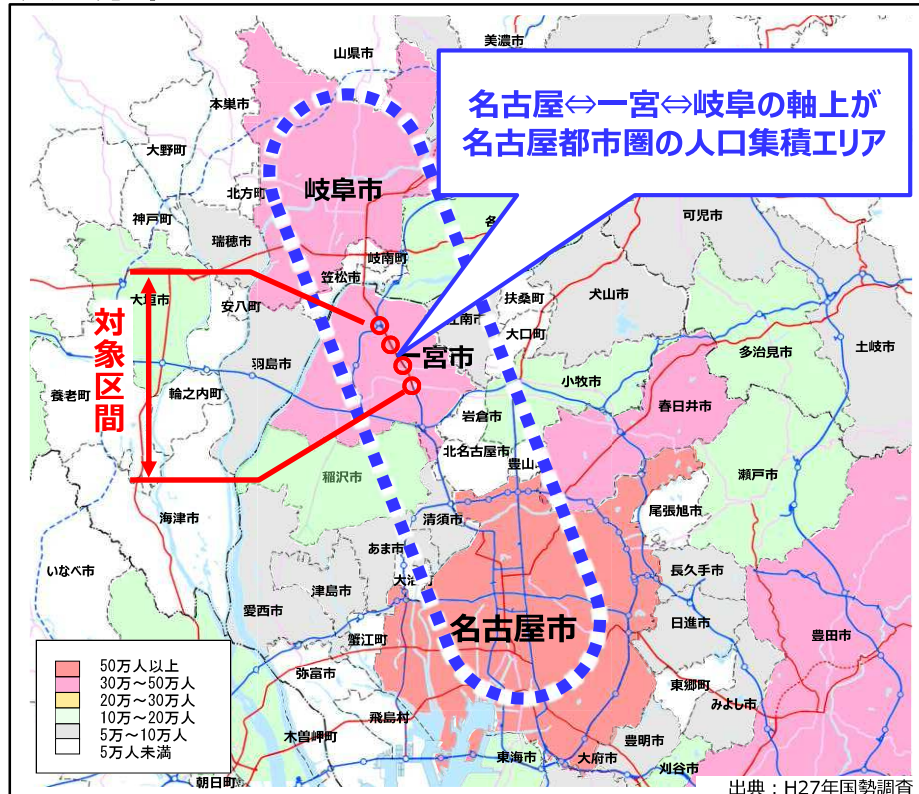 美濃市
山県市
本巣市
名古屋⇔一宮⇔岐阜の軸上が
名古屋都市圏の人口集積エリア
大野町
岐阜市
北方町
各
可児市
神戸町
瑞穂市
岐南町
笠松市
扶桑町
犬山市
大垣市
安八町
江南市
大口町
対象区間
一宮市
羽島市
多治見市
土岐市
養老町
輪之内町
小牧市
春日井市
岩倉市
北名古屋市
豊山
稲沢市
瀬戸市
海津市
清須市
尾張旭市
あま市
いなべ市
長久手市
津島市
大治
愛西市
名古屋市
日進市
蟹江町
豊田市
50万人以上
30万～50万人
20万～30万人
10万～20万人
5万～10万人
5万人未満
弥富市
東郷町
みよし市
飛島村
木曽岬町
豊明市
東海市
大府市
刈谷市
朝日町
出典：H27年国勢調査